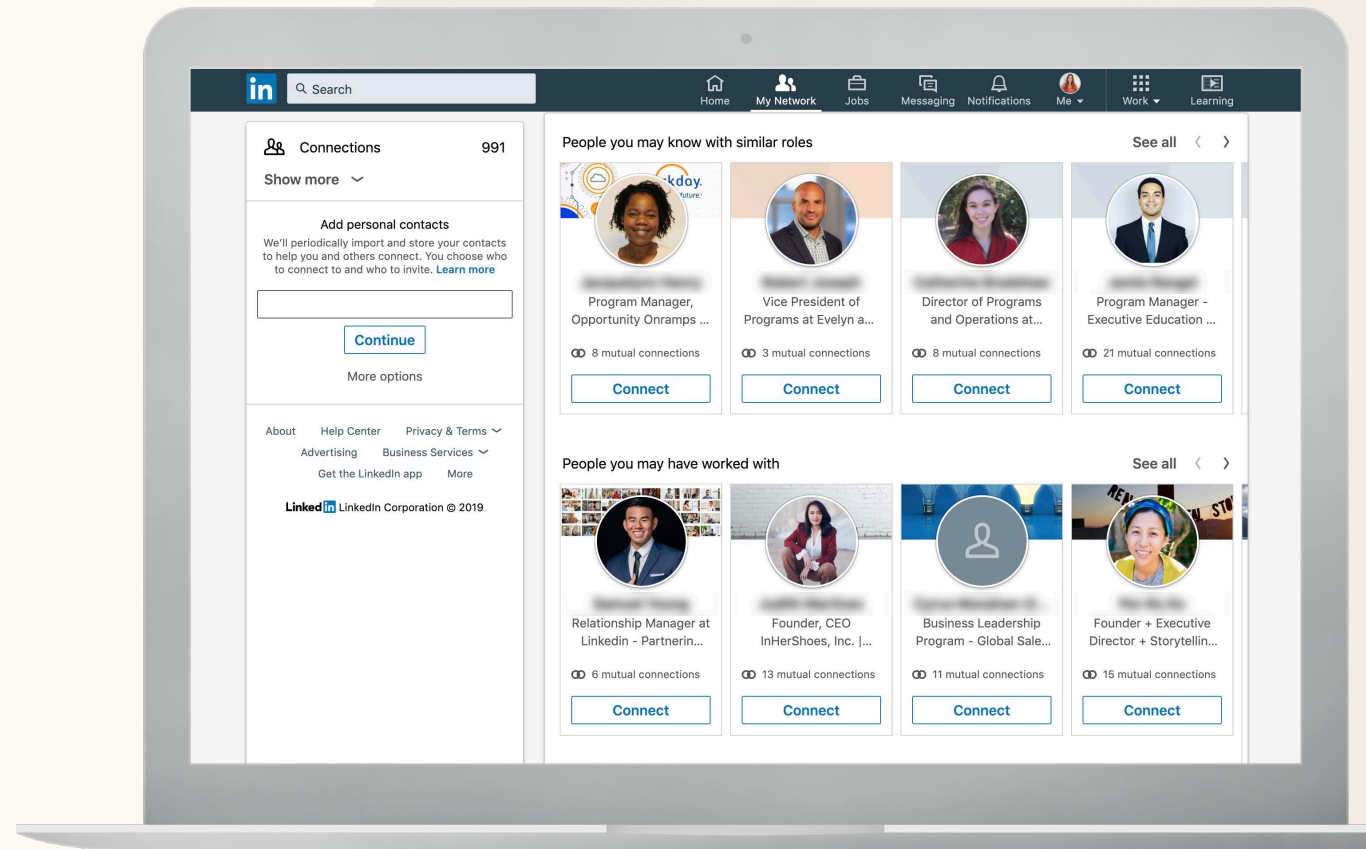 in
Search
Home
My Network
Jobs
Messaging
Notifications
Me
Work
Learning
Connections 991
Show more
Add personal contacts
We'll periodically import and store your contacts
to help you and others connect. You choose who
to connect to and who to invite. Learn more
Continue
More options
About Help Center Privacy & Terms
Advertising Business Services
Get the LinkedIn app More
Linked in LinkedIn Corporation © 2019
People you may know with similar roles
See all
kday.
future.
Program Manager,
Opportunity Onramps ...
8 mutual connections
Connect
Vice President of
Programs at Evelyn a...
3 mutual connections
Connect
Director of Programs
and Operations at...
8 mutual connections
Connect
Program Manager -
Executive Education ...
21 mutual connections
Connect
People you may have worked with
See all
Relationship Manager at
Linkedin - Partnerin...
6 mutual connections
Connect
Founder, CEO
InHerShoes, Inc. |...
13 mutual connections
Connect
Business Leadership
Program - Global Sale...
11 mutual connections
Connect
Founder + Executive
Director + Storytellin...
15 mutual connections
Connect